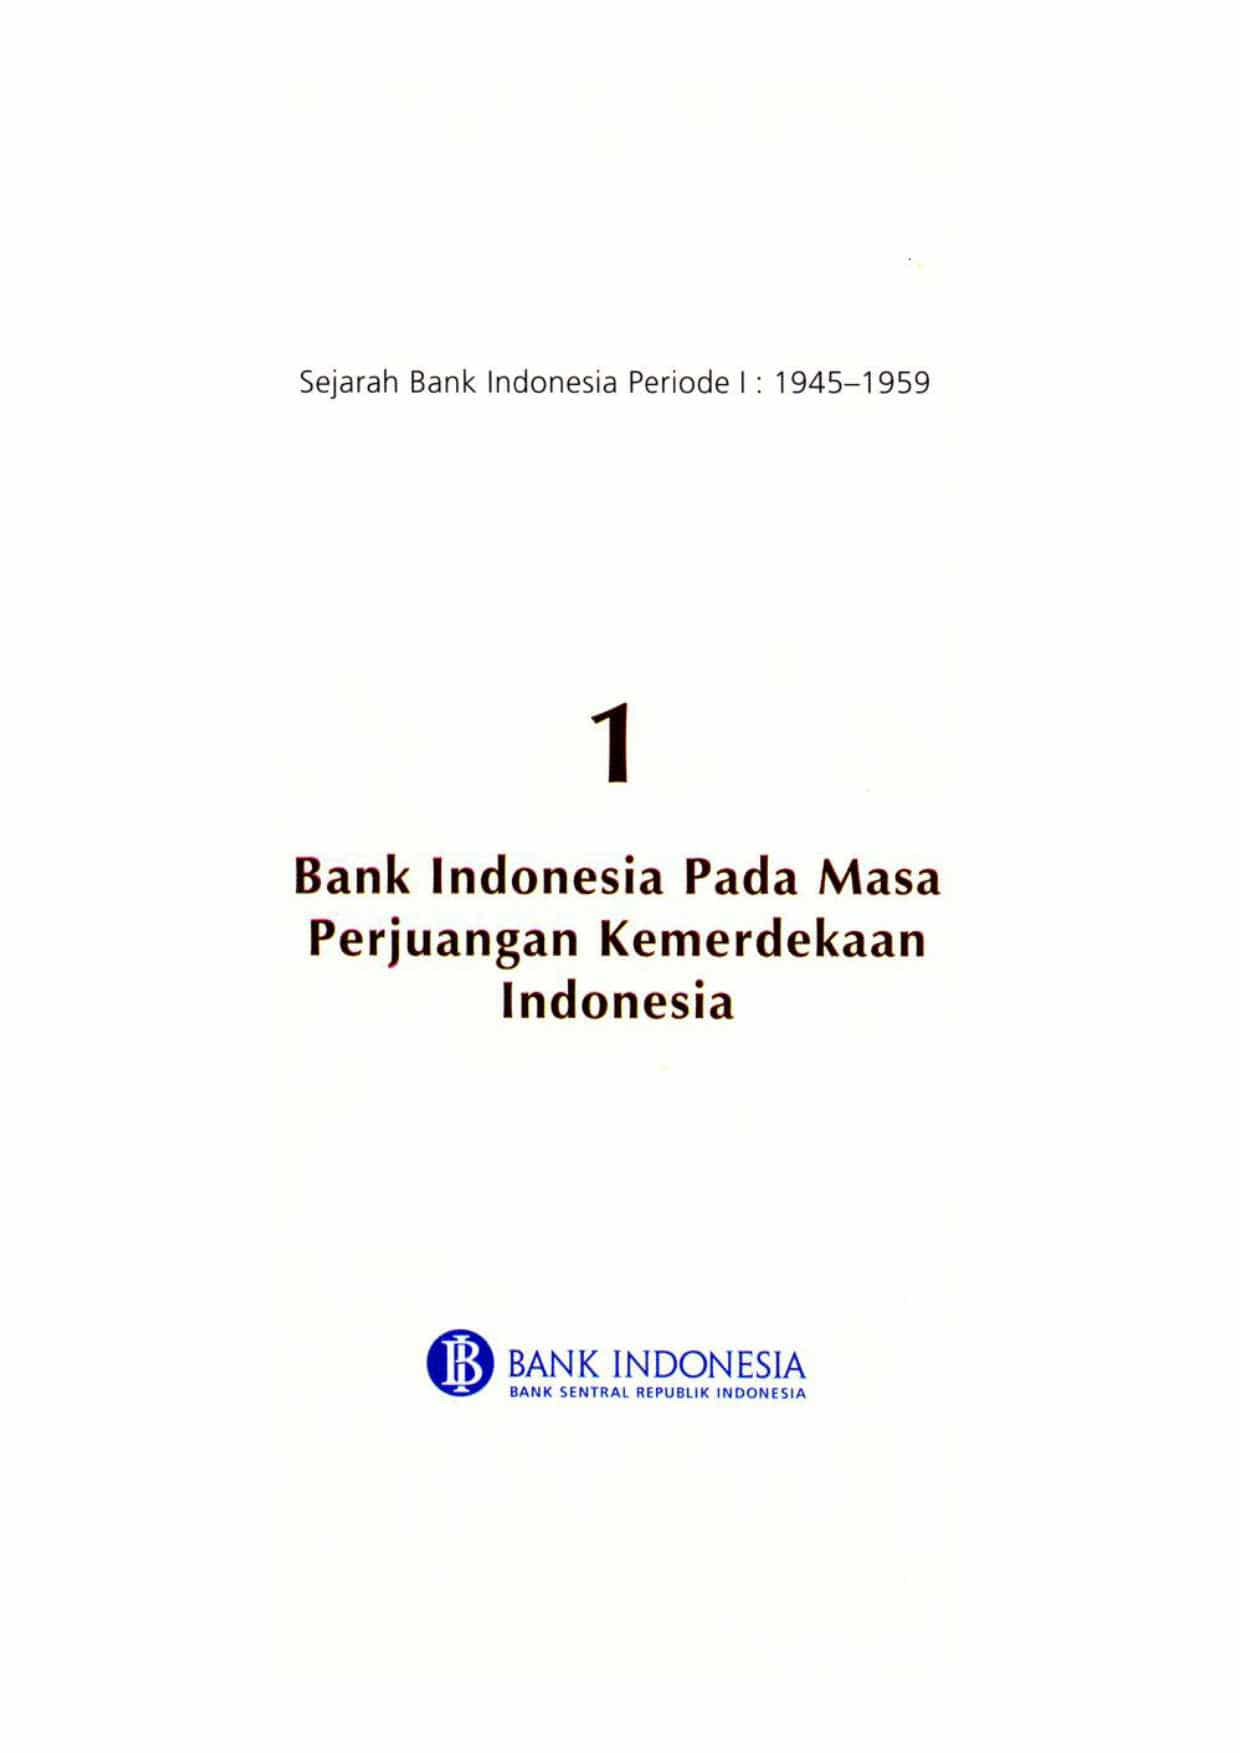 Sejarah Bank Indonesia Periode I : 1945–1959
1
Bank Indonesia Pada Masa
Perjuangan Kemerdekaan
Indonesia
BANK INDONESIA
BANK SENTRAL REPUBLIK INDONESIA